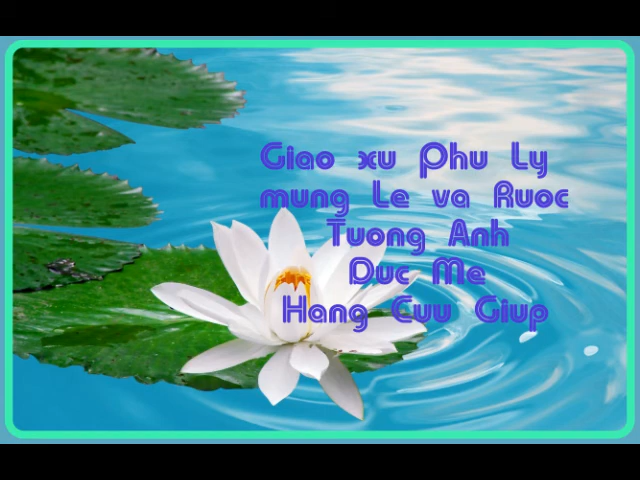 Giao xu Phu Ly
mung Le va Ruoc
Tuong Anh
Duc Me
Hang Cuu Giup